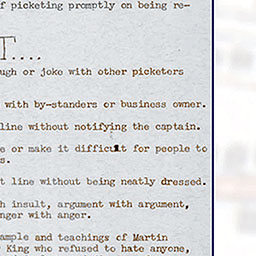 f picketing promptly on being re-
T....
ugh or joke with other picketers
with by-standers or business owner.
line without notifying the captain.
e or make it difficult for people to
s.
t line without being neatly dressed.
h insult, argument with argument,
nger with anger.
ample and teachings of Martin
King who refused to hate anyone,